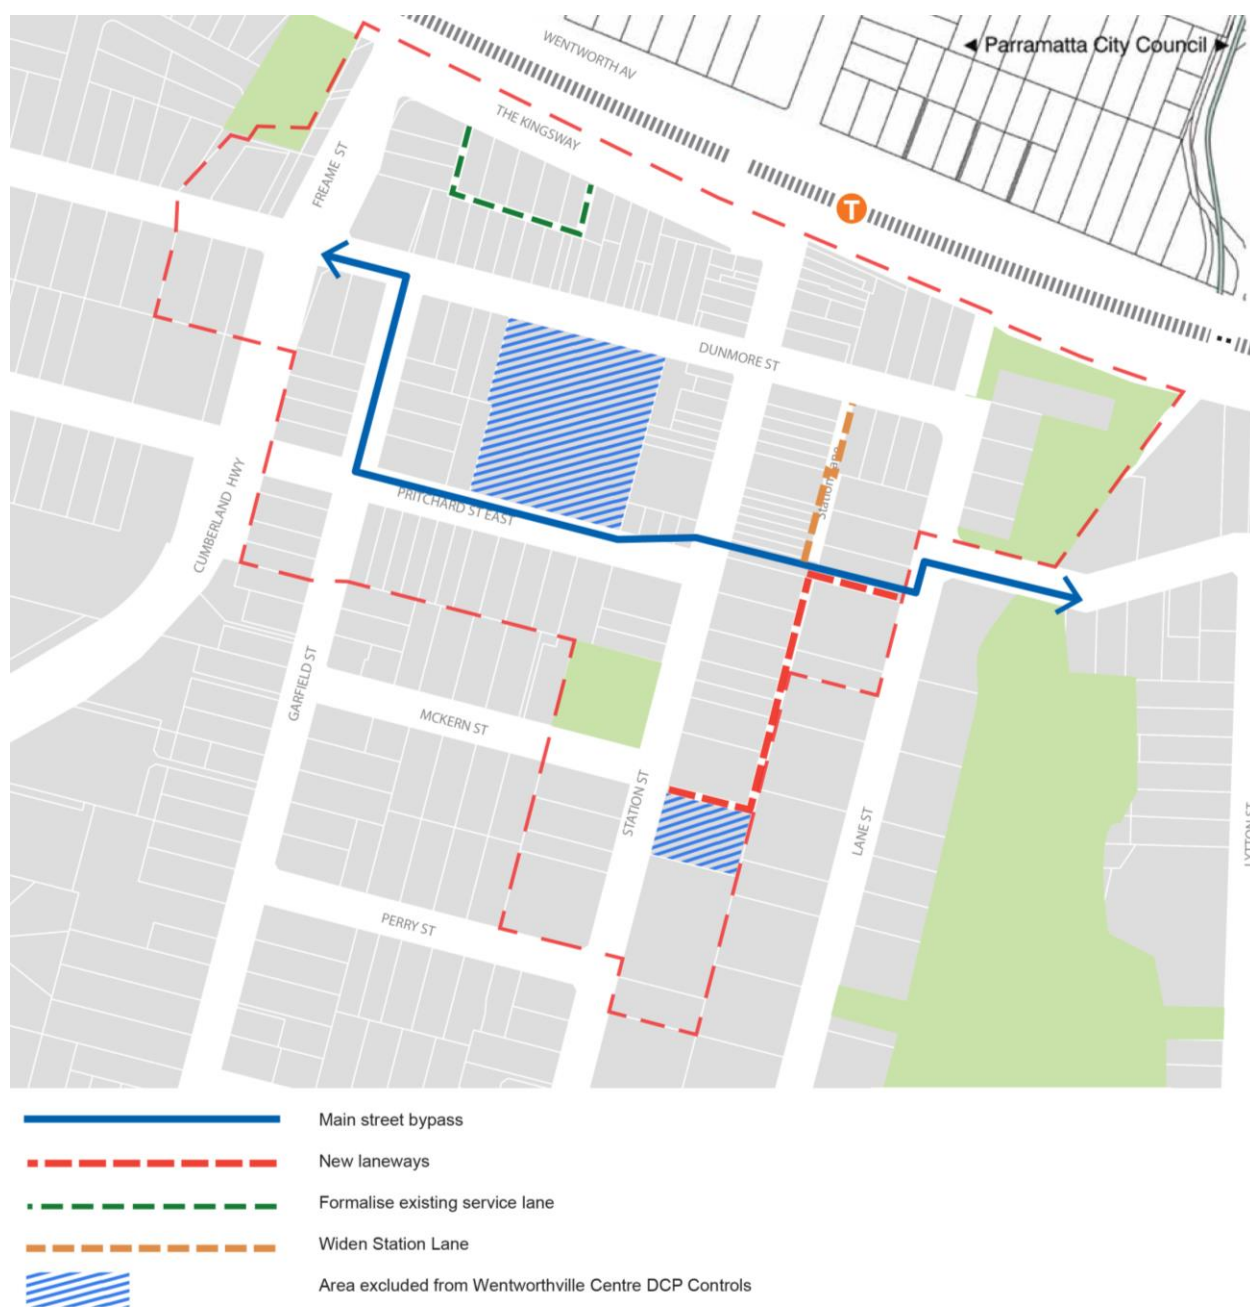 WENTWORTH AV
◄ Parramatta City Council ►
THE KINGSWAY
FREAME ST
T
DUNMORE ST
Station Lane
CUMBERLAND HWY
PRITCHARD ST EAST
GARFIELD ST
MCKERN ST
STATION ST
LANE ST
LYTTON ST
PERRY ST
Main street bypass
New laneways
Formalise existing service lane
Widen Station Lane
Area excluded from Wentworthville Centre DCP Controls